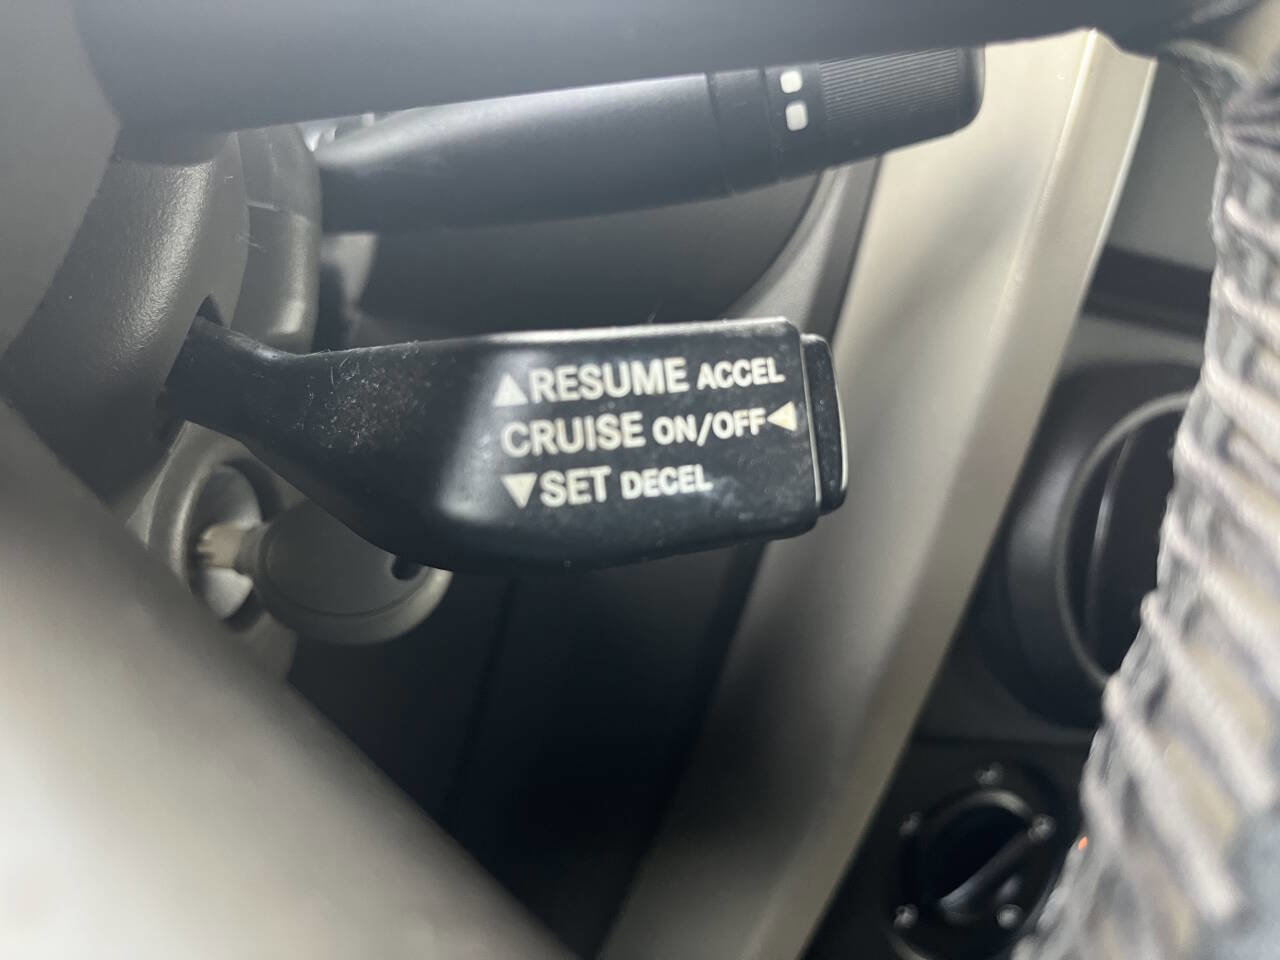 ▲RESUME ACCEL
CRUISE ON/OFF◀
▼SET DECEL